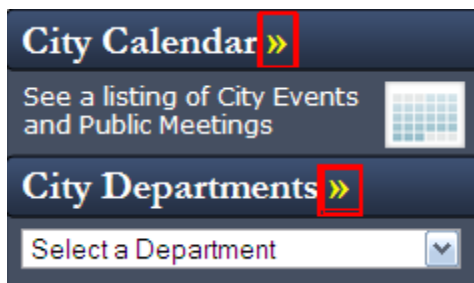 City Calendar »
See a listing of City Events
and Public Meetings
City Departments »
Select a Department